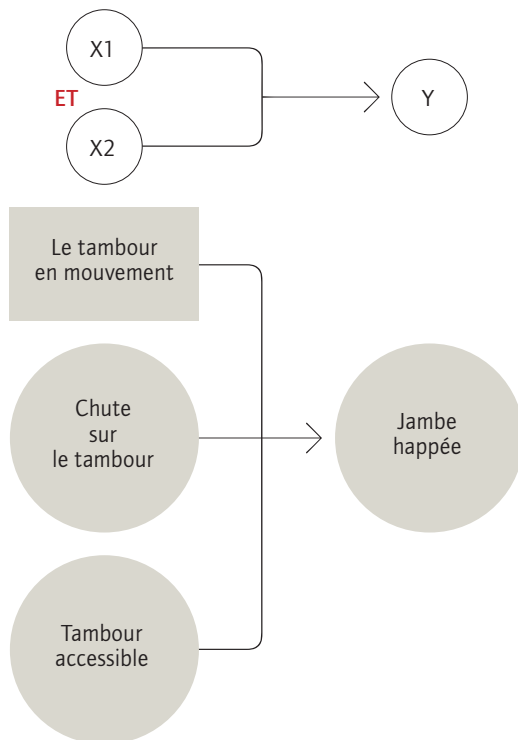 X1
ET
X2
Y
Le tambour
en mouvement
Chute
sur
le tambour
Jambe
happée
Tambour
accessible